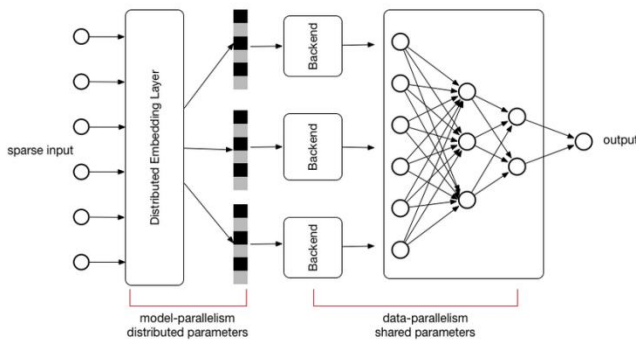 sparse input
Distributed Embedding Layer
Backend
Backend
Backend
output
model-parallelism
distributed parameters
data-parallelism
shared parameters